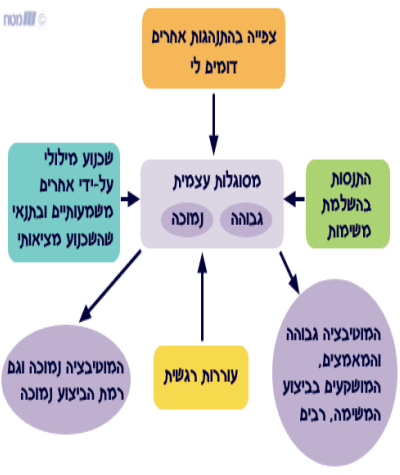 © מטח
צפייה בהתנהגות אחרים
דומים לי
שכנוע מילולי
על-ידי אחרים
משמעותיים ובתנאי
שהשכנוע מציאותי
מסוגלות עצמית
גבוהה
נמוכה
התנסות
בהשלמת
משימות
המוטיבציה גבוהה
והמאמצים,
המושקעים בביצוע
המשימה, רבים
עוררות רגשית
המוטיבציה נמוכה וגם
רמת הביצוע נמוכה